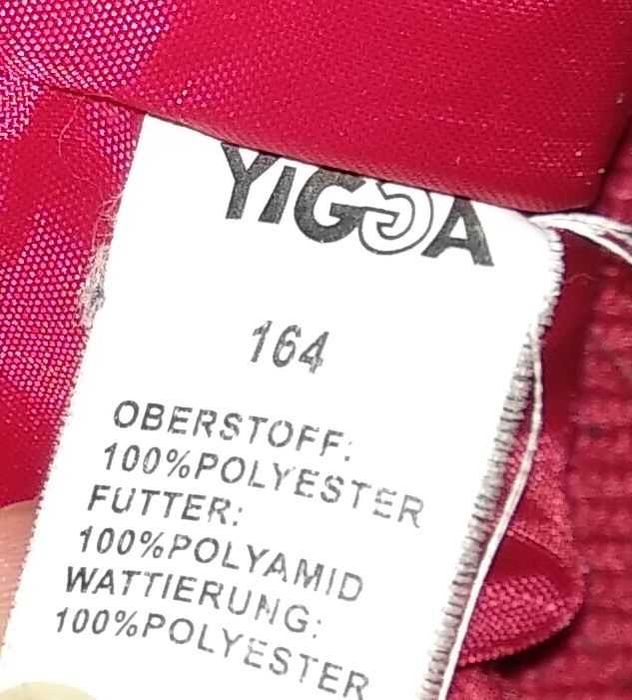 YIGGA
164
OBERSTOFF:
100%POLYESTER
FUTTER:
100%POLYAMID
WATTIERUNG:
100%POLYESTER